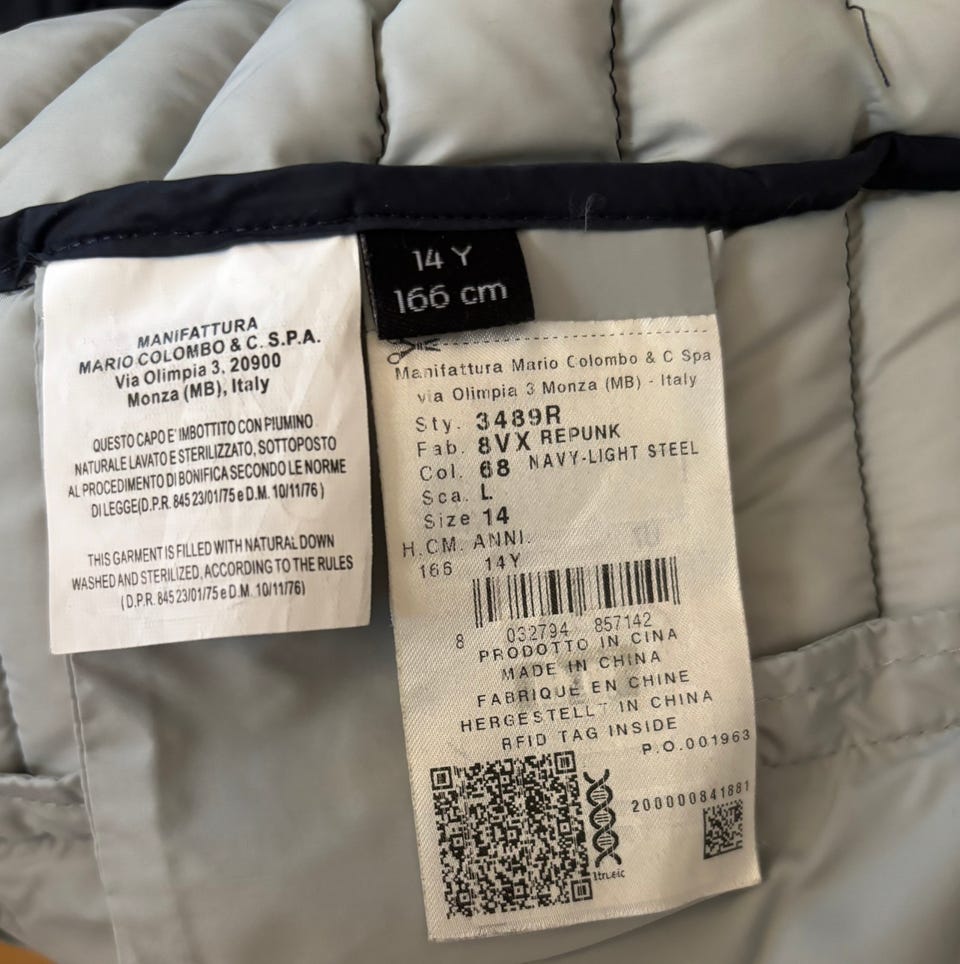 MANIFATTURA
MARIO COLOMBO & C. S.P.A.
Via Olimpia 3, 20900
Monza (MB), Italy
QUESTO CAPO E' IMBOTTITO CON PIUMINO
NATURALE LAVATO E STERILIZZATO, SOTTOPOSTO
AL PROCEDIMENTO DI BONIFICA SECONDO LE NORME
DI LEGGE(D.P.R. 845 23/01/75 e D.M. 10/11/76 )
THIS GARMENT IS FILLED WITH NATURAL DOWN
WASHED AND STERILIZED, ACCORDING TO THE RULES
( D.P.R. 845 23/01/75 e D.M. 10/11/76)
14 Y
166 cm
Manifattura Mario Colombo & C Spa
via Olimpia 3 Monza (MB) - Italy
Sty. 3489R
Fab. 8VX REPUNK
Col. 68 NAVY-LIGHT STEEL
Sca. L
Size 14
H.CM. ANNI.
166 14Y
8 032794 857142
PRODOTTO IN CINA
MADE IN CHINA
FABRIQUE EN CHINE
HERGESTELLT IN CHINA
RFID TAG INSIDE
P.O.001963
200000841881
1trueid